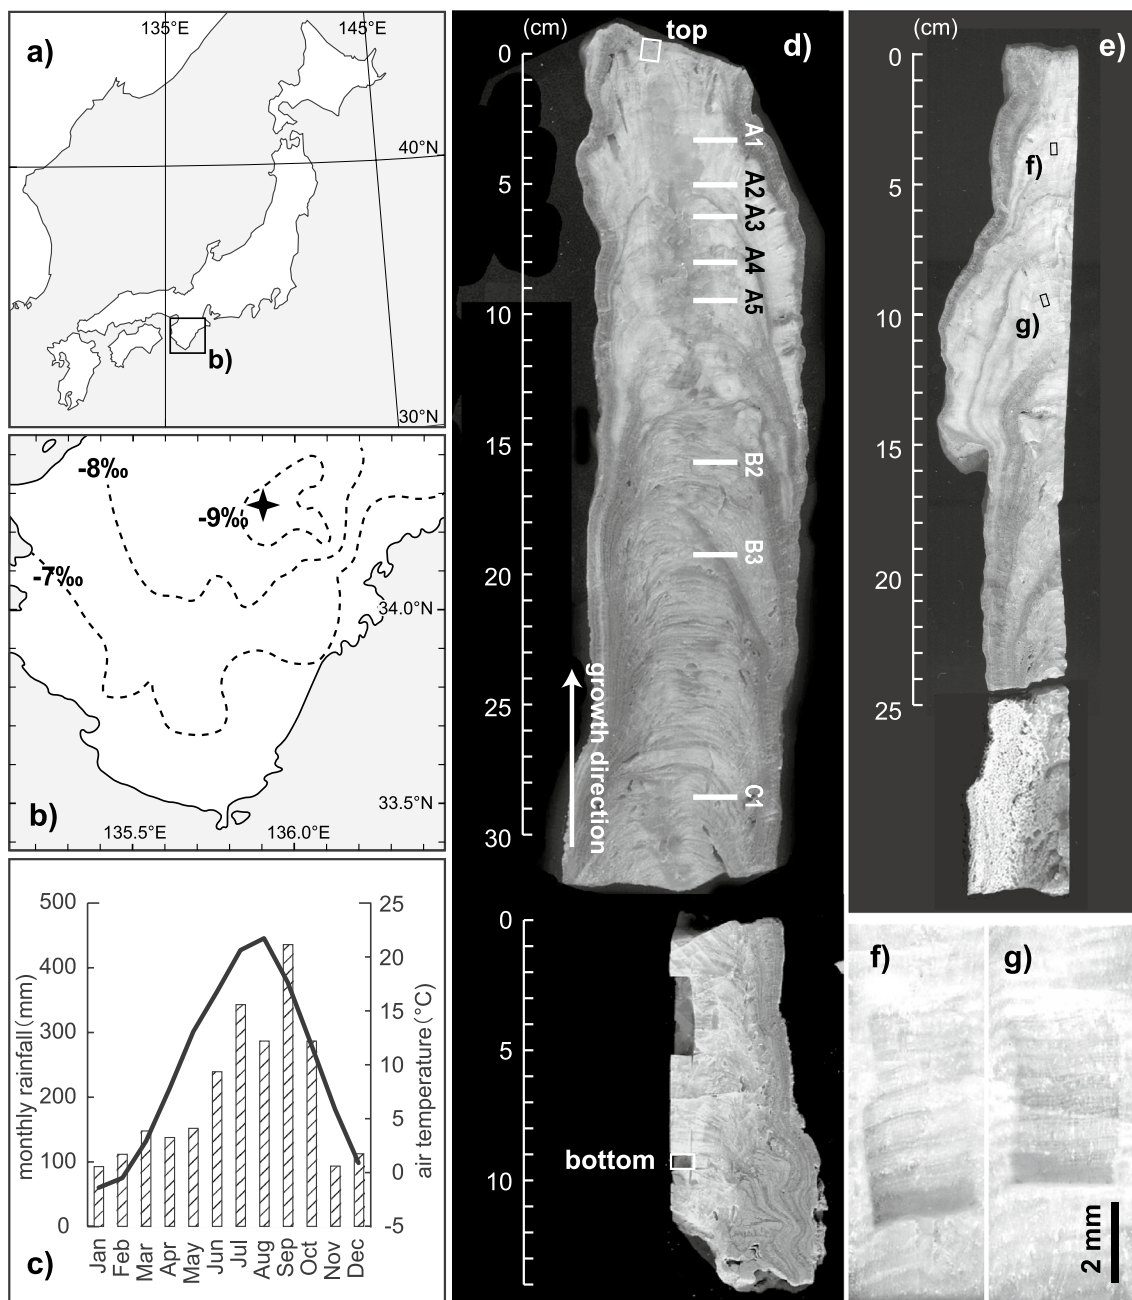 a)
135°E
145°E
40°N
30°N
b)
-8‰
-9‰
-7‰
34.0°N
33.5°N
135.5°E
136.0°E
b)
500
400
300
200
100
0
monthly rainfall (mm)
25
20
15
10
5
0
-5
air temperature (°C)
Jan
Feb
Mar
Apr
May
Jun
Jul
Aug
Sep
Oct
Nov
Dec
c)
(cm)
top
d)
0
5
10
15
20
25
30
A1
A2
A3
A4
A5
B2
B3
C1
growth direction
0
5
10
bottom
(cm)
e)
0
5
10
15
20
25
f)
g)
f)
g)
2 mm